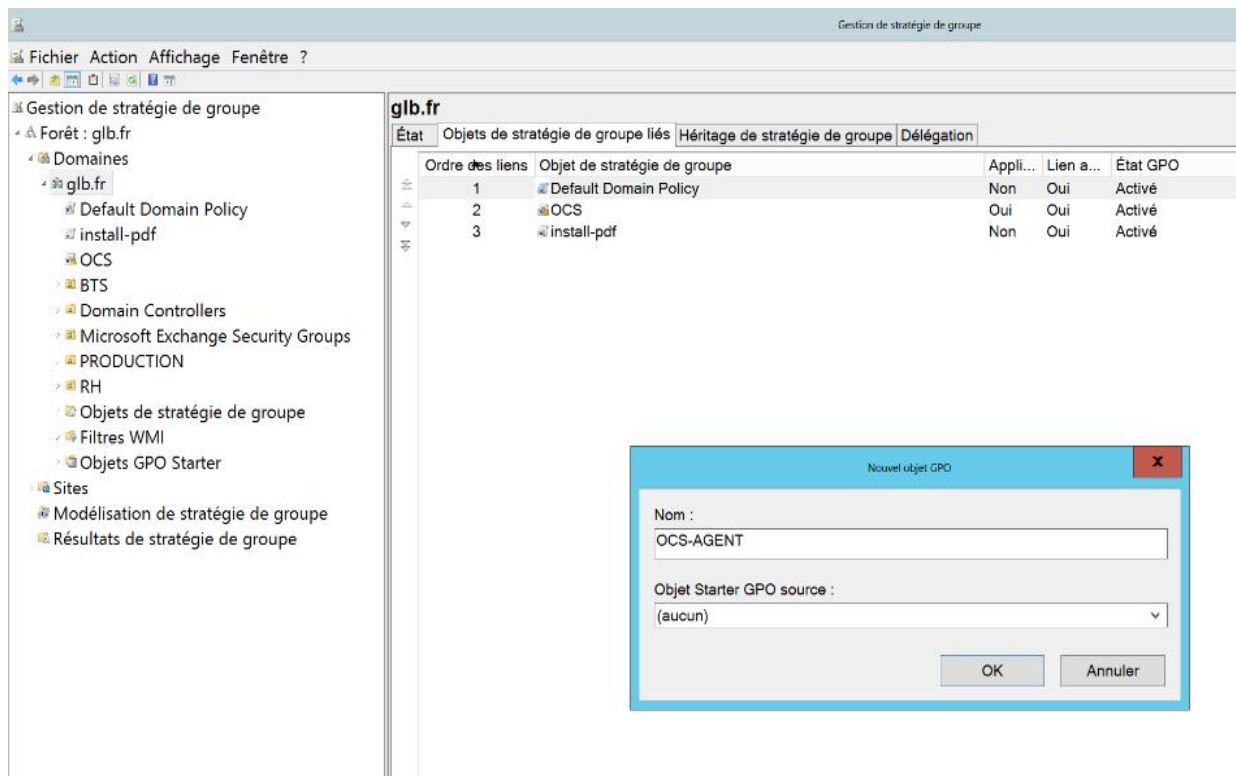 Gestion de stratégie de groupe
Fichier Action Affichage Fenêtre ?
Gestion de stratégie de groupe
Forêt : glb.fr
Domaines
glb.fr
Default Domain Policy
install-pdf
OCS
BTS
Domain Controllers
Microsoft Exchange Security Groups
PRODUCTION
RH
Objets de stratégie de groupe
Filtres WMI
Objets GPO Starter
Sites
Modélisation de stratégie de groupe
Résultats de stratégie de groupe
glb.fr
État Objets de stratégie de groupe liés Héritage de stratégie de groupe Délégation
Ordre des liens Objet de stratégie de groupe Appli... Lien a... État GPO
1 Default Domain Policy Non Oui Activé
2 OCS Oui Oui Activé
3 install-pdf Non Oui Activé
Nouvel objet GPO
x
Nom :
OCS-AGENT
Objet Starter GPO source :
(aucun)
OK Annuler